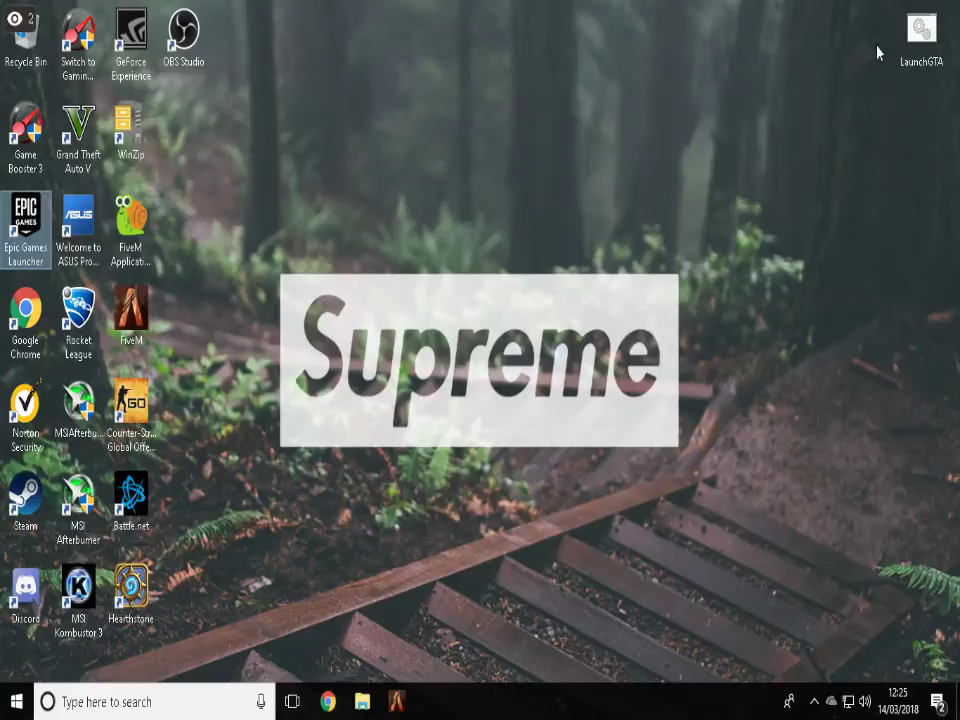 2
Recycle Bin
Switch to
Gamin...
GeForce
Experience
OBS Studio
LaunchGTA
Game
Booster 3
Grand Theft
Auto V
WinZip
EPIC
GAMES
Epic Games
Launcher
ASUS
Welcome to
ASUS Pro...
FiveM
Applicati...
Google
Chrome
Rocket
League
FiveM
Supreme
Norton
Security
MSIAfterbu...
GO
Counter-Str...
Global Offe...
Steam
MSI
Afterburner
Battle.net
Discord
K
MSI
Kombustor 3
Hearthstone
Type here to search
12:25
14/03/2018
2